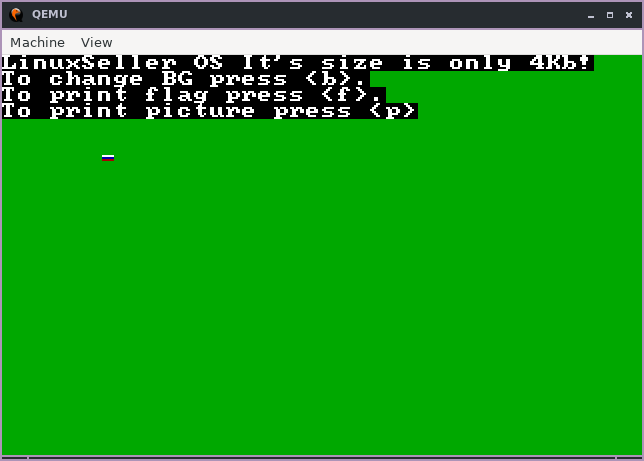 QEMU
Machine View
LinuxSeller OS It's size is only 4Kb!
To change BG press <b>.
To print flag press <f>.
To print picture press <p>